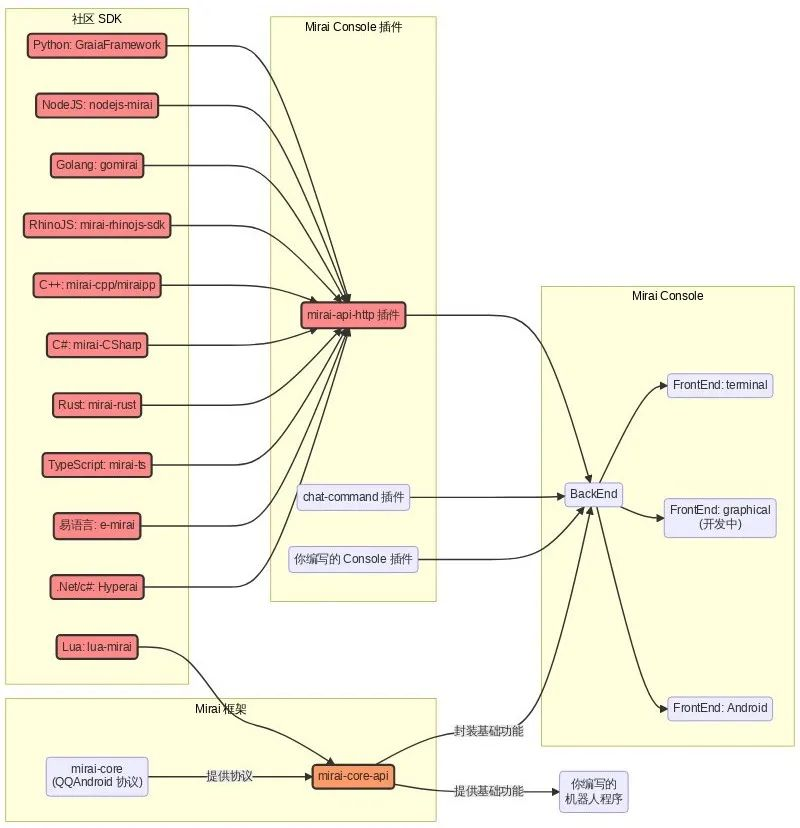 社区 SDK
Python: GraiaFramework
NodeJS: nodejs-mirai
Golang: gomirai
RhinoJS: mirai-rhinojs-sdk
C++: mirai-cpp/miraipp
C#: mirai-CSharp
Rust: mirai-rust
TypeScript: mirai-ts
易语言: e-mirai
.Net/c#: Hyperai
Lua: lua-mirai
Mirai Console 插件
mirai-api-http 插件
chat-command 插件
你编写的 Console 插件
Mirai Console
BackEnd
FrontEnd: terminal
FrontEnd: graphical
(开发中)
FrontEnd: Android
Mirai 框架
mirai-core
(QQAndroid 协议)
提供协议
mirai-core-api
封装基础功能
提供基础功能
你编写的
机器人程序